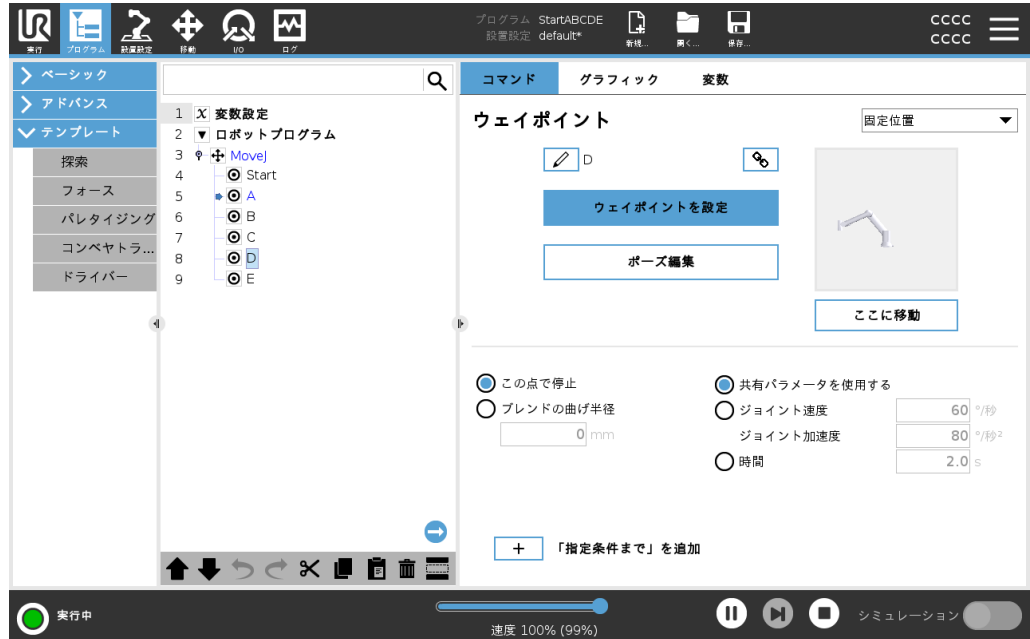 プログラム StartABCDE
設置設定 default*
UR
実行
プログラム
設置設定
移動
I/O
ログ
新規...
開く...
保存...
cccc
cccc
ベーシック
アドバンス
テンプレート
探索
フォース
パレタイジング
コンベヤトラ...
ドライバー
1 X 変数設定
2 ▼ ロボットプログラム
3 MoveJ
4 Start
5 A
6 B
7 C
8 D
9 E
コマンド グラフィック 変数
ウェイポイント
固定位置
D
ウェイポイントを設定
ポーズ編集
ここに移動
この点で停止
ブレンドの曲げ半径
0 mm
共有パラメータを使用する
ジョイント速度 60 °/秒
ジョイント加速度 80 °/秒²
時間 2.0 s
+ 「指定条件まで」を追加
実行中
速度 100% (99%)
シミュレーション